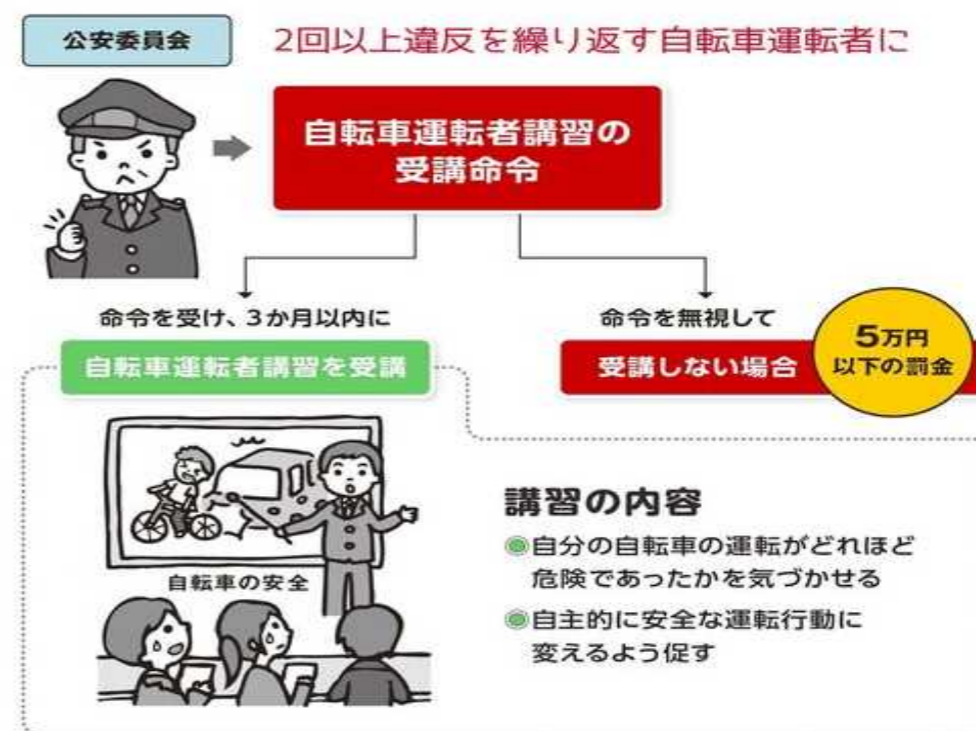 公安委員会
2回以上違反を繰り返す自転車運転者に
自転車運転者講習の
受講命令
命令を受け、3か月以内に
自転車運転者講習を受講
命令を無視して
受講しない場合
5万円
以下の罰金
自転車の安全
講習の内容
自分の自転車の運転がどれほど
危険であったかを気づかせる
自主的に安全な運転行動に
変えるよう促す